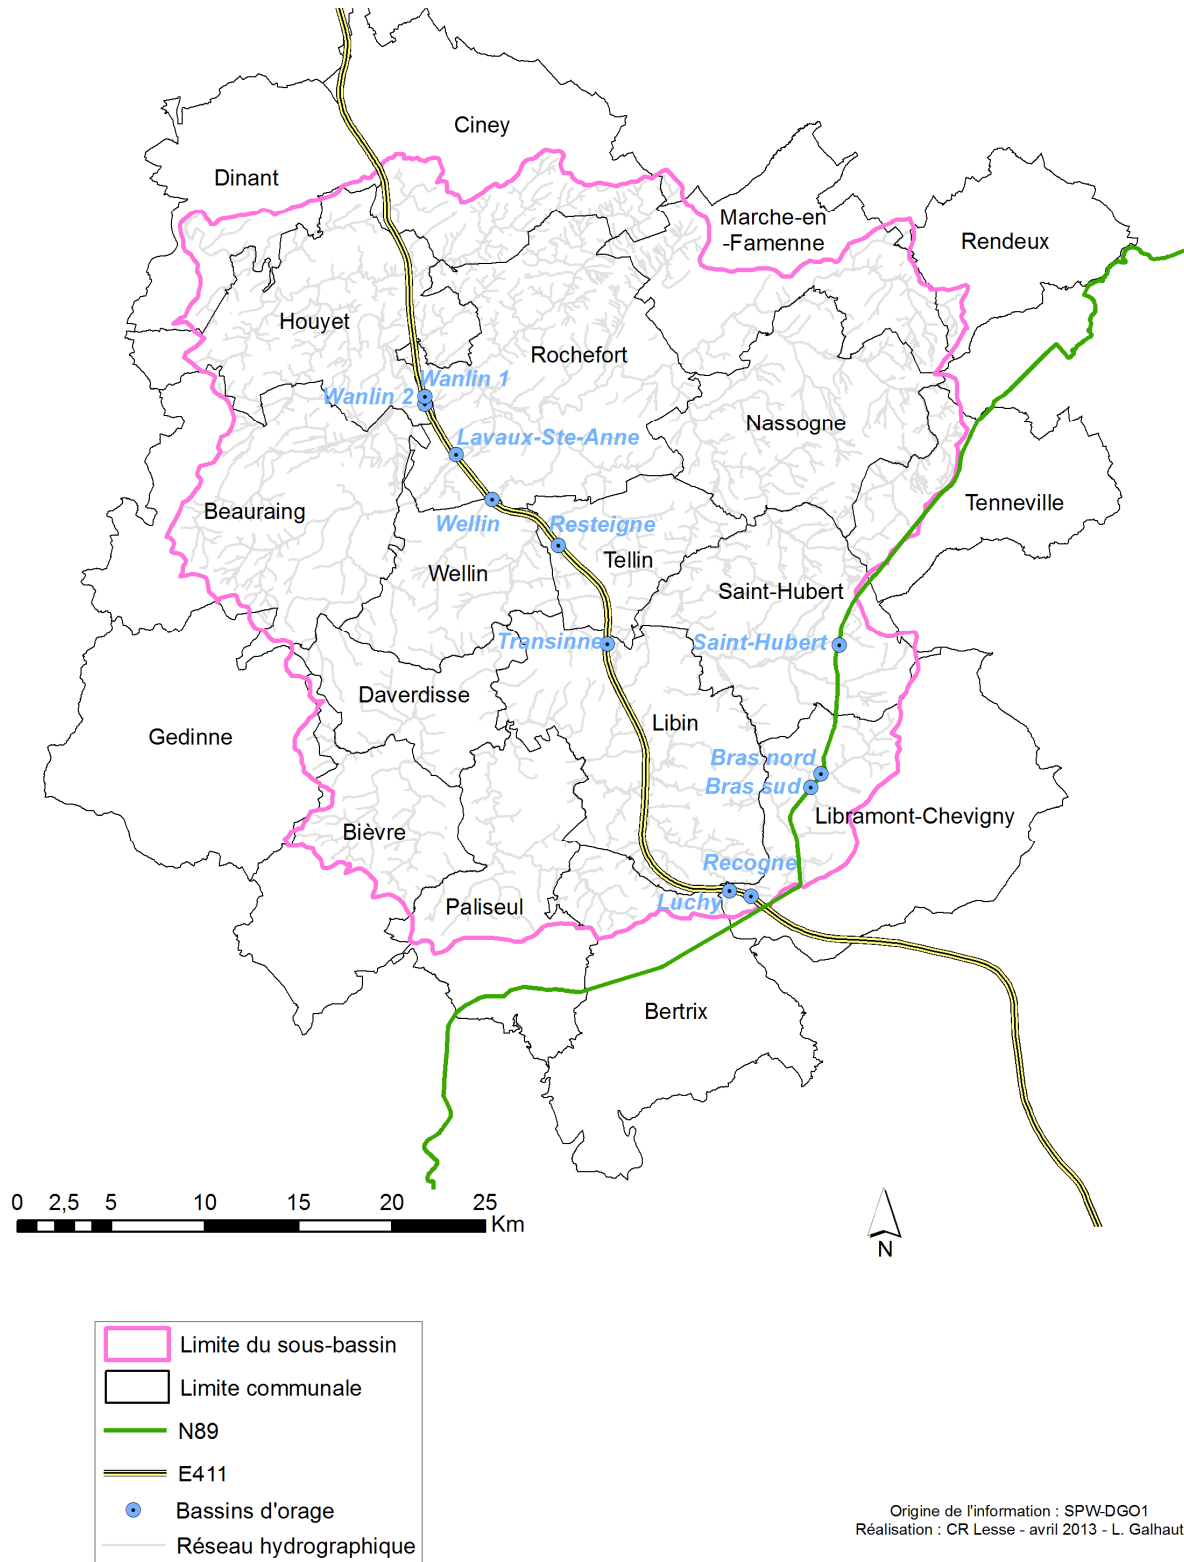 Ciney
Dinant
Marche-en
-Famenne
Rendeux
Houyet
Rochefort
Wanlin 1
Wanlin 2
Nassogne
Lavaux-Ste-Anne
Beauraing
Tenneville
Wellin
Resteigne
Tellin
Wellin
Saint-Hubert
Transinne
Saint-Hubert
Daverdisse
Libin
Gedinne
Bras nord
Bras sud
Libramont-Chevigny
Bièvre
Recogne
Luchy
Paliseul
Bertrix
0 2,5 5 10 15 20 25
Km
N
Limite du sous-bassin
Limite communale
N89
E411
Bassins d'orage
Réseau hydrographique
Origine de l'information : SPW-DGO1
Réalisation : CR Lesse - avril 2013 - L. Galhaut